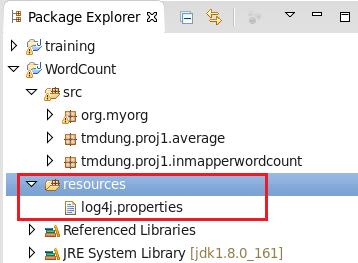 Package Explorer
training
WordCount
src
org.myorg
tmdung.proj1.average
tmdung.proj1.inmapperwordcount
resources
log4j.properties
Referenced Libraries
JRE System Library [jdk1.8.0_161]